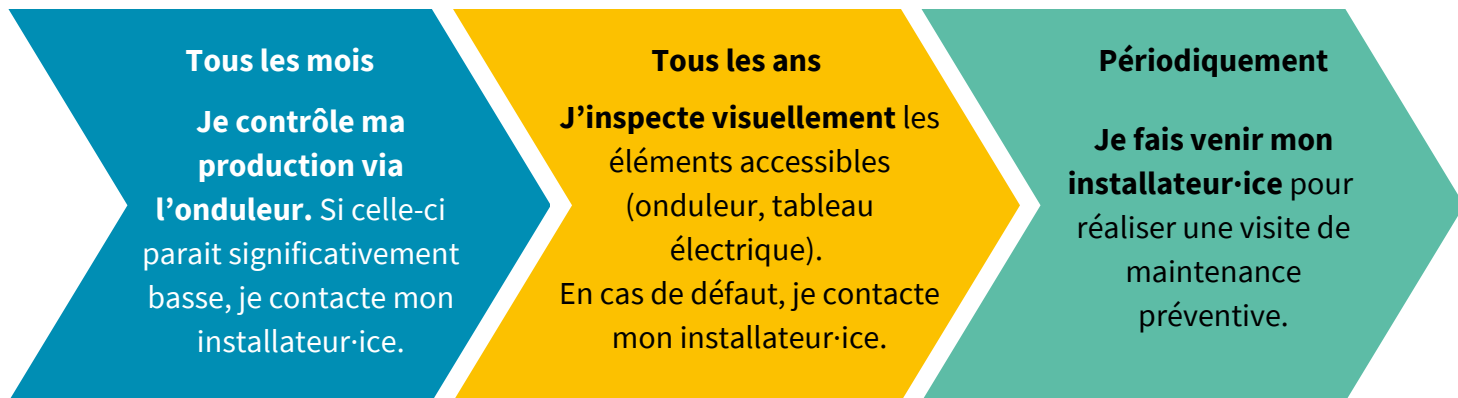 Tous les mois
Je contrôle ma
production via
l’onduleur. Si celle-ci
parait significativement
basse, je contacte mon
installateur·ice.
Tous les ans
J’inspecte visuellement les
éléments accessibles
(onduleur, tableau
électrique).
En cas de défaut, je contacte
mon installateur·ice.
Périodiquement
Je fais venir mon
installateur·ice pour
réaliser une visite de
maintenance
préventive.